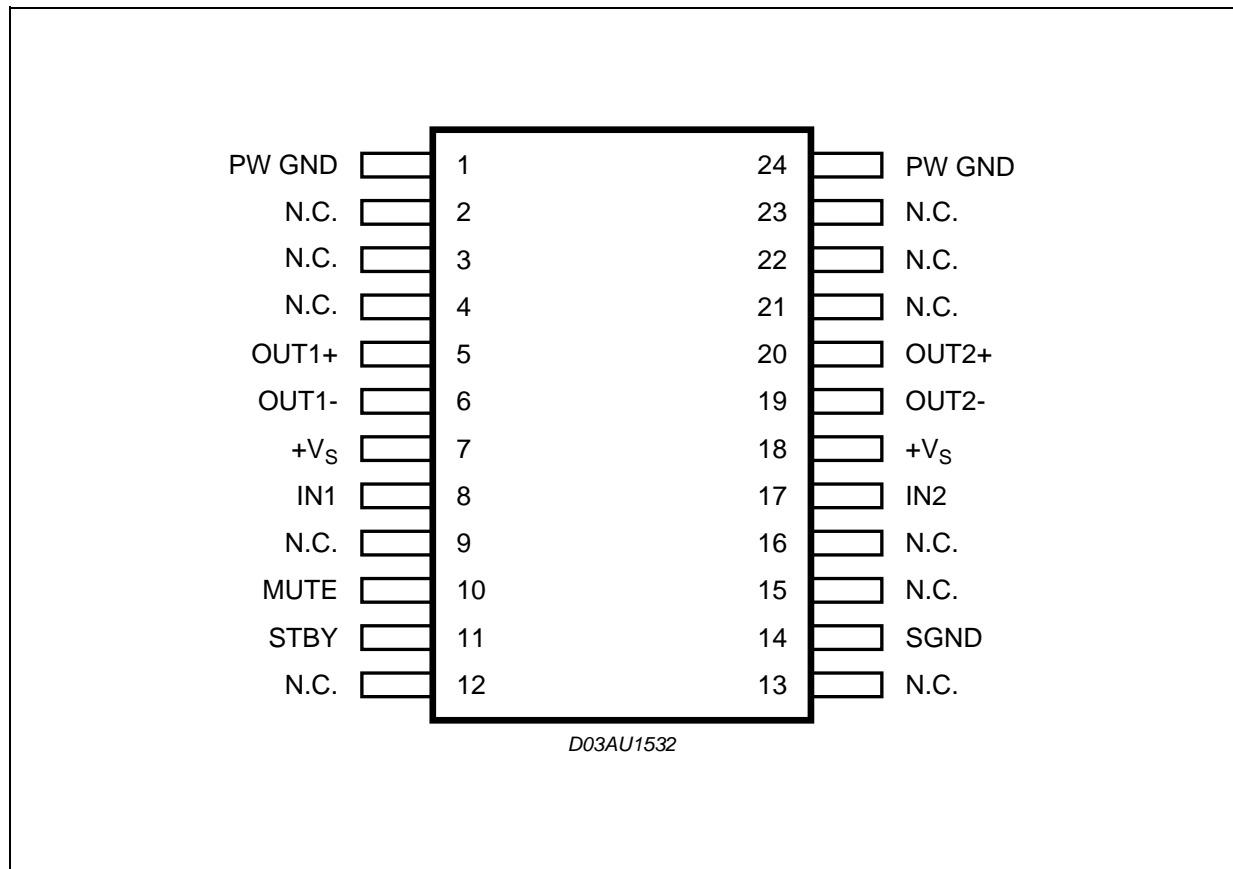 PW GND 1 24 PW GND
N.C. 2 23 N.C.
N.C. 3 22 N.C.
N.C. 4 21 N.C.
OUT1+ 5 20 OUT2+
OUT1- 6 19 OUT2-
+VS 7 18 +VS
IN1 8 17 IN2
N.C. 9 16 N.C.
MUTE 10 15 N.C.
STBY 11 14 SGND
N.C. 12 13 N.C.
D03AU1532